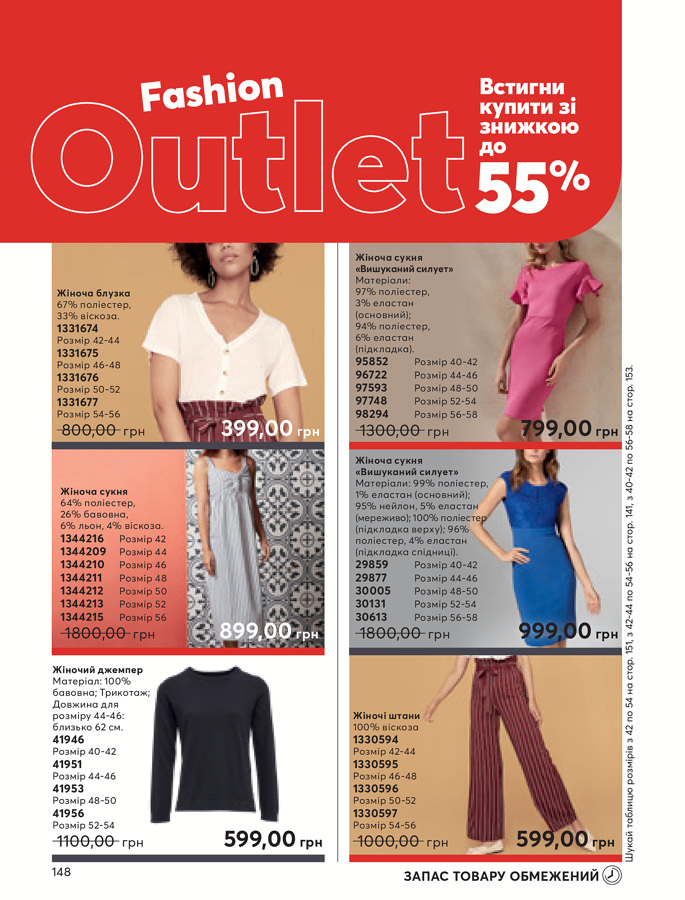 Fashion
Outlet
Встигни
купити зі
знижкою
до
55%
Жіноча блузка
67% поліестер,
33% віскоза.
1331674
Розмір 42-44
1331675
Розмір 46-48
1331676
Розмір 50-52
1331677
Розмір 54-56
800,00 грн
399,00 грн
Жіноча сукня
«Вишуканий силует»
Матеріали:
97% поліестер,
3% еластан
(основний);
94% поліестер,
6% еластан
(підкладка).
95852 Розмір 40-42
96722 Розмір 44-46
97593 Розмір 48-50
97748 Розмір 52-54
98294 Розмір 56-58
1300,00 грн
799,00 грн
Жіноча сукня
64% поліестер,
26% бавовна,
6% льон, 4% віскоза.
1344216 Розмір 42
1344209 Розмір 44
1344210 Розмір 46
1344211 Розмір 48
1344212 Розмір 50
1344213 Розмір 52
1344215 Розмір 56
1800,00 грн
899,00 грн
Жіноча сукня
«Вишуканий силует»
Матеріали: 99% поліестер,
1% еластан (основний);
95% нейлон, 5% еластан
(мереживо); 100% поліестер
(підкладка верху); 96%
поліестер, 4% еластан
(підкладка спідниці).
29859 Розмір 40-42
29877 Розмір 44-46
30005 Розмір 48-50
30131 Розмір 52-54
30613 Розмір 56-58
1800,00 грн
999,00 грн
Жіночий джемпер
Матеріал: 100%
бавовна; Трикотаж;
Довжина для
розміру 44-46:
близько 62 см.
41946
Розмір 40-42
41951
Розмір 44-46
41953
Розмір 48-50
41956
Розмір 52-54
1100,00 грн
599,00 грн
Жіночі штани
100% віскоза
1330594
Розмір 42-44
1330595
Розмір 46-48
1330596
Розмір 50-52
1330597
Розмір 54-56
1000,00 грн
599,00 грн
Шукай таблицю розмірів з 42 по 54 на стор. 151, з 42-44 по 54-56 на стор. 141, з 40-42 по 56-58 на стор. 153.
148
ЗАПАС ТОВАРУ ОБМЕЖЕНИЙ